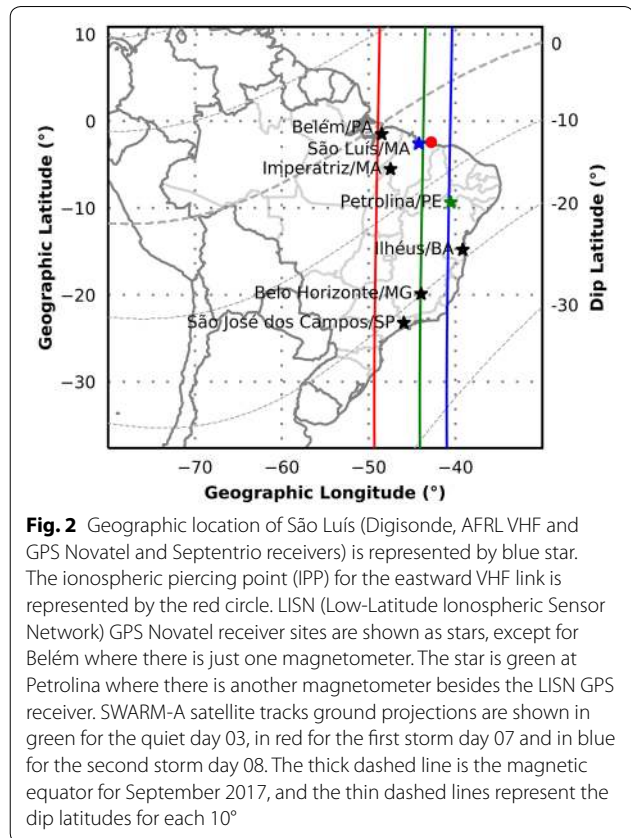 10
0
−10
−20
−30
Geographic Latitude (°)
Belém/PA
São Luís/MA
Imperatriz/MA
Petrolina/PE
Ilhéus/BA
Belo Horizonte/MG
São José dos Campos/SP
0
-10
-20
-30
Dip Latitude (°)
−70
−60
−50
−40
Geographic Longitude (°)
Fig. 2 Geographic location of São Luís (Digisonde, AFRL VHF and
GPS Novatel and Septentrio receivers) is represented by blue star.
The ionospheric piercing point (IPP) for the eastward VHF link is
represented by the red circle. LISN (Low-Latitude Ionospheric Sensor
Network) GPS Novatel receiver sites are shown as stars, except for
Belém where there is just one magnetometer. The star is green at
Petrolina where there is another magnetometer besides the LISN GPS
receiver. SWARM-A satellite tracks ground projections are shown in
green for the quiet day 03, in red for the first storm day 07 and in blue
for the second storm day 08. The thick dashed line is the magnetic
equator for September 2017, and the thin dashed lines represent the
dip latitudes for each 10°